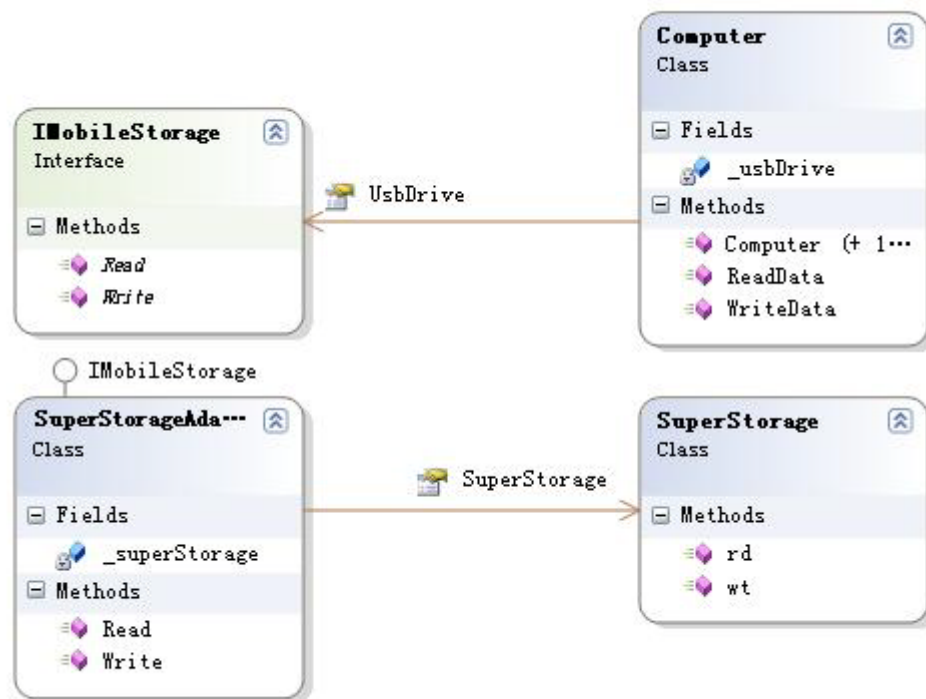 IMobileStorage
Interface
Methods
Read
Write
UsbDrive
Computer
Class
Fields
_usbDrive
Methods
Computer (+ 1…
ReadData
WriteData
IMobileStorage
SuperStorageAda…
Class
Fields
_superStorage
Methods
Read
Write
SuperStorage
SuperStorage
Class
Methods
rd
wt